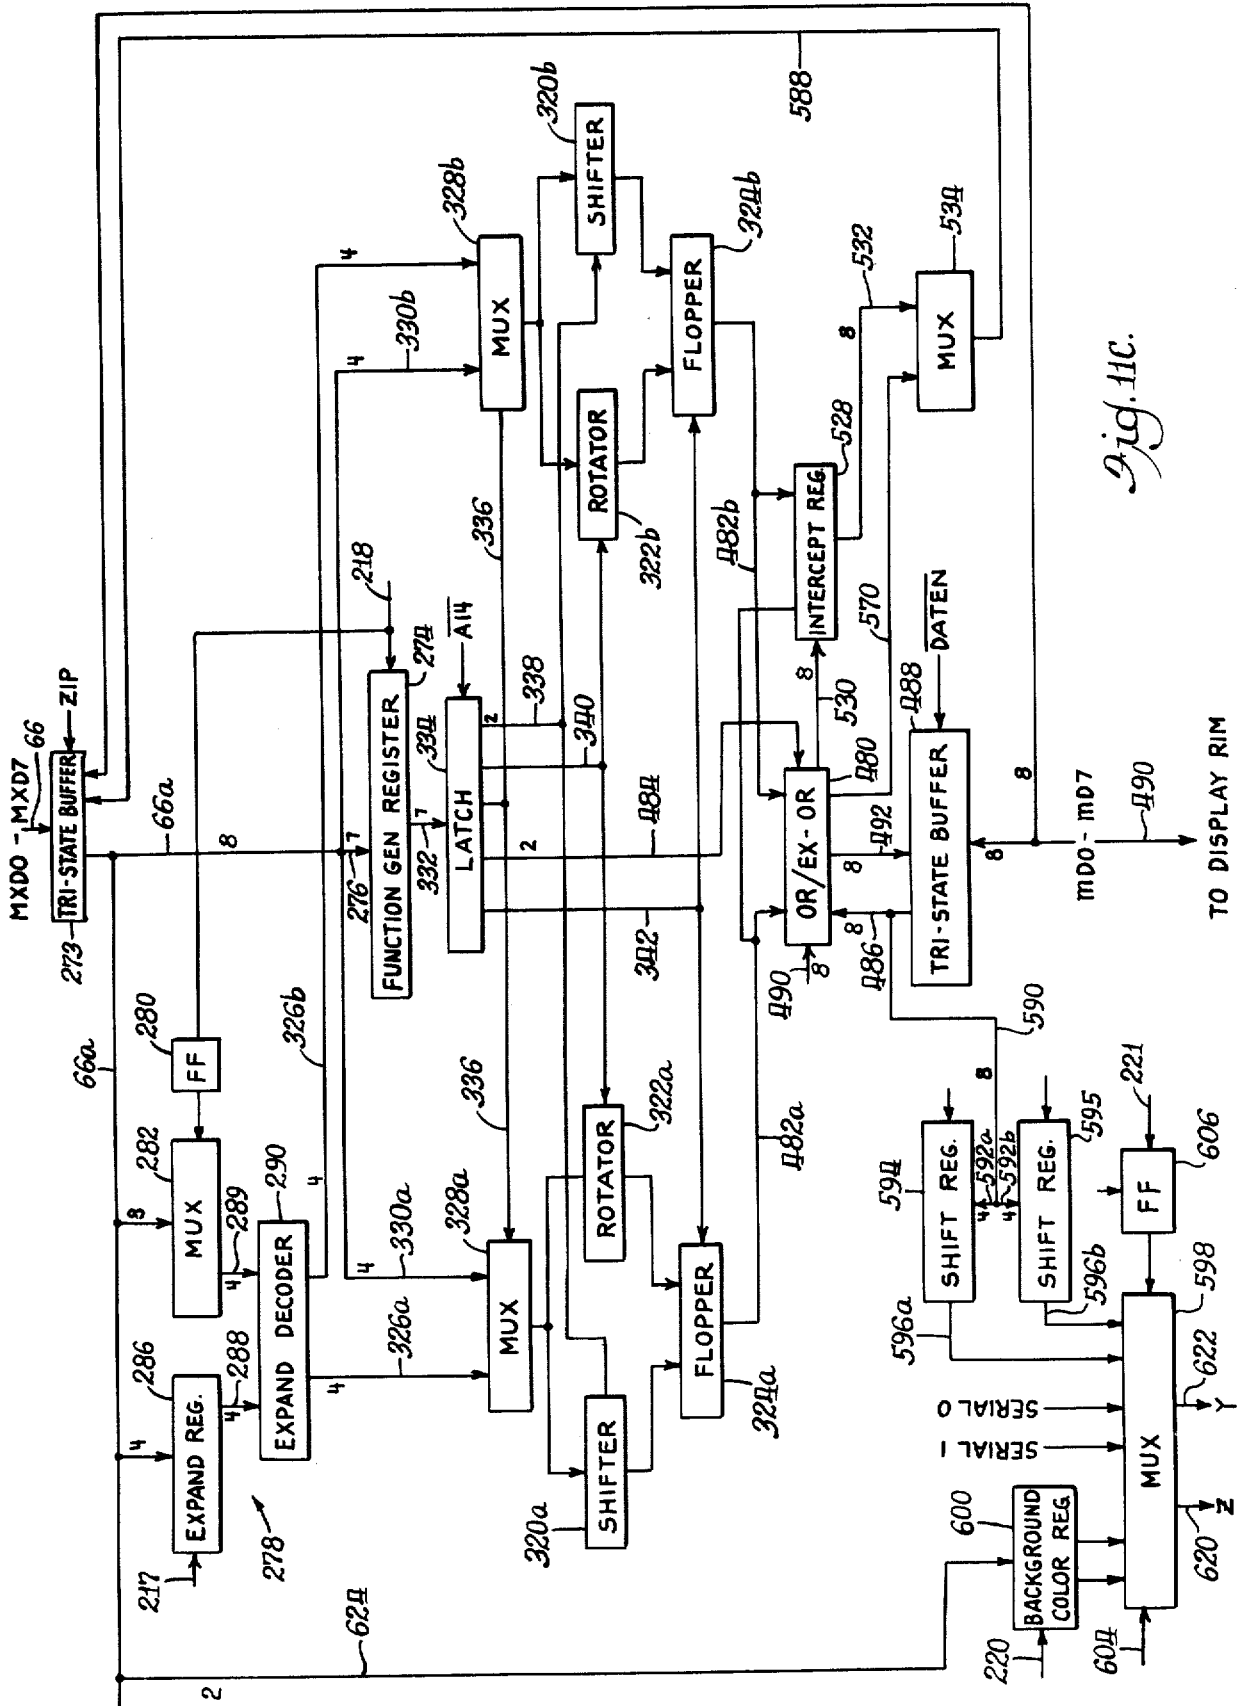 MXD0 - MXD7
66
273
TRI-STATE BUFFER
ZIP
2
66a
66a
8
624
217
4
286
EXPAND REG.
4
288
8
282
MUX
4
289
280
FF
278
290
EXPAND DECODER
4
326a
4
326b
4
330a
4
330b
4
276
7
218
FUNCTION GEN REGISTER
274
332
7
LATCH
334
A14
2
338
340
2
484
342
336
336
328a
MUX
328b
MUX
320a
SHIFTER
ROTATOR
322a
ROTATOR
322b
SHIFTER
320b
324a
FLOPPER
FLOPPER
324b
482a
482b
490
8
OR/EX-OR
480
8
530
INTERCEPT REG.
528
8
532
570
MUX
534
588
8
486
8
492
TRI-STATE BUFFER
488
DATEN
8
8
mD0 - mD7
490
TO DISPLAY RIM
590
8
594
SHIFT REG.
4
592a
4
592b
SHIFT REG.
595
596a
596b
220
600
BACKGROUND
COLOR REG
SERIAL 1
SERIAL 0
221
FF
606
604
MUX
598
620
Z
622
Y
Fig. 11C.